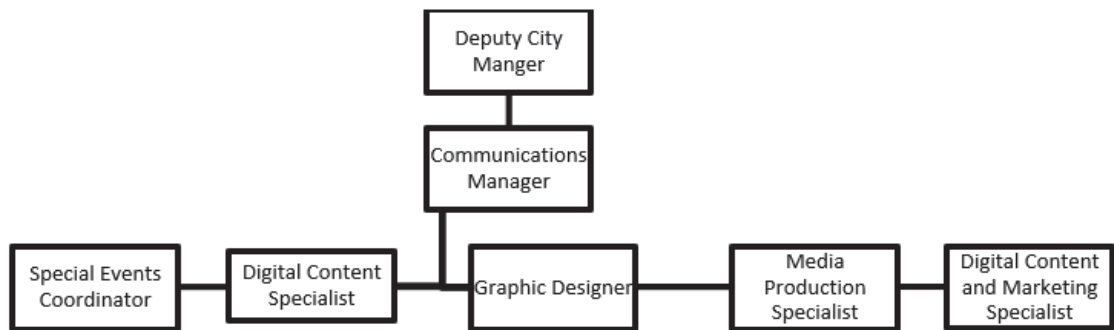 Deputy City
Manger
Communications
Manager
Special Events
Coordinator
Digital Content
Specialist
Graphic Designer
Media
Production
Specialist
Digital Content
and Marketing
Specialist